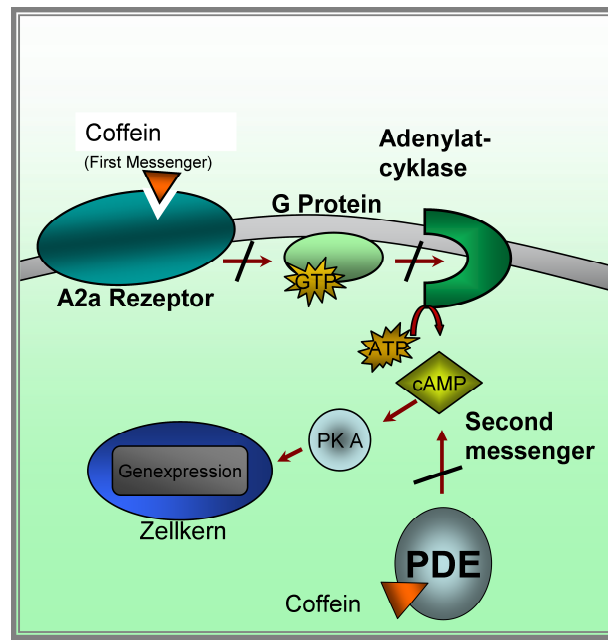 Coffein
(First Messenger)
Adenylat-
cyklase
G Protein
A2a Rezeptor
GTP
ATP
cAMP
Second
messenger
PK A
Genexpression
Zellkern
PDE
Coffein